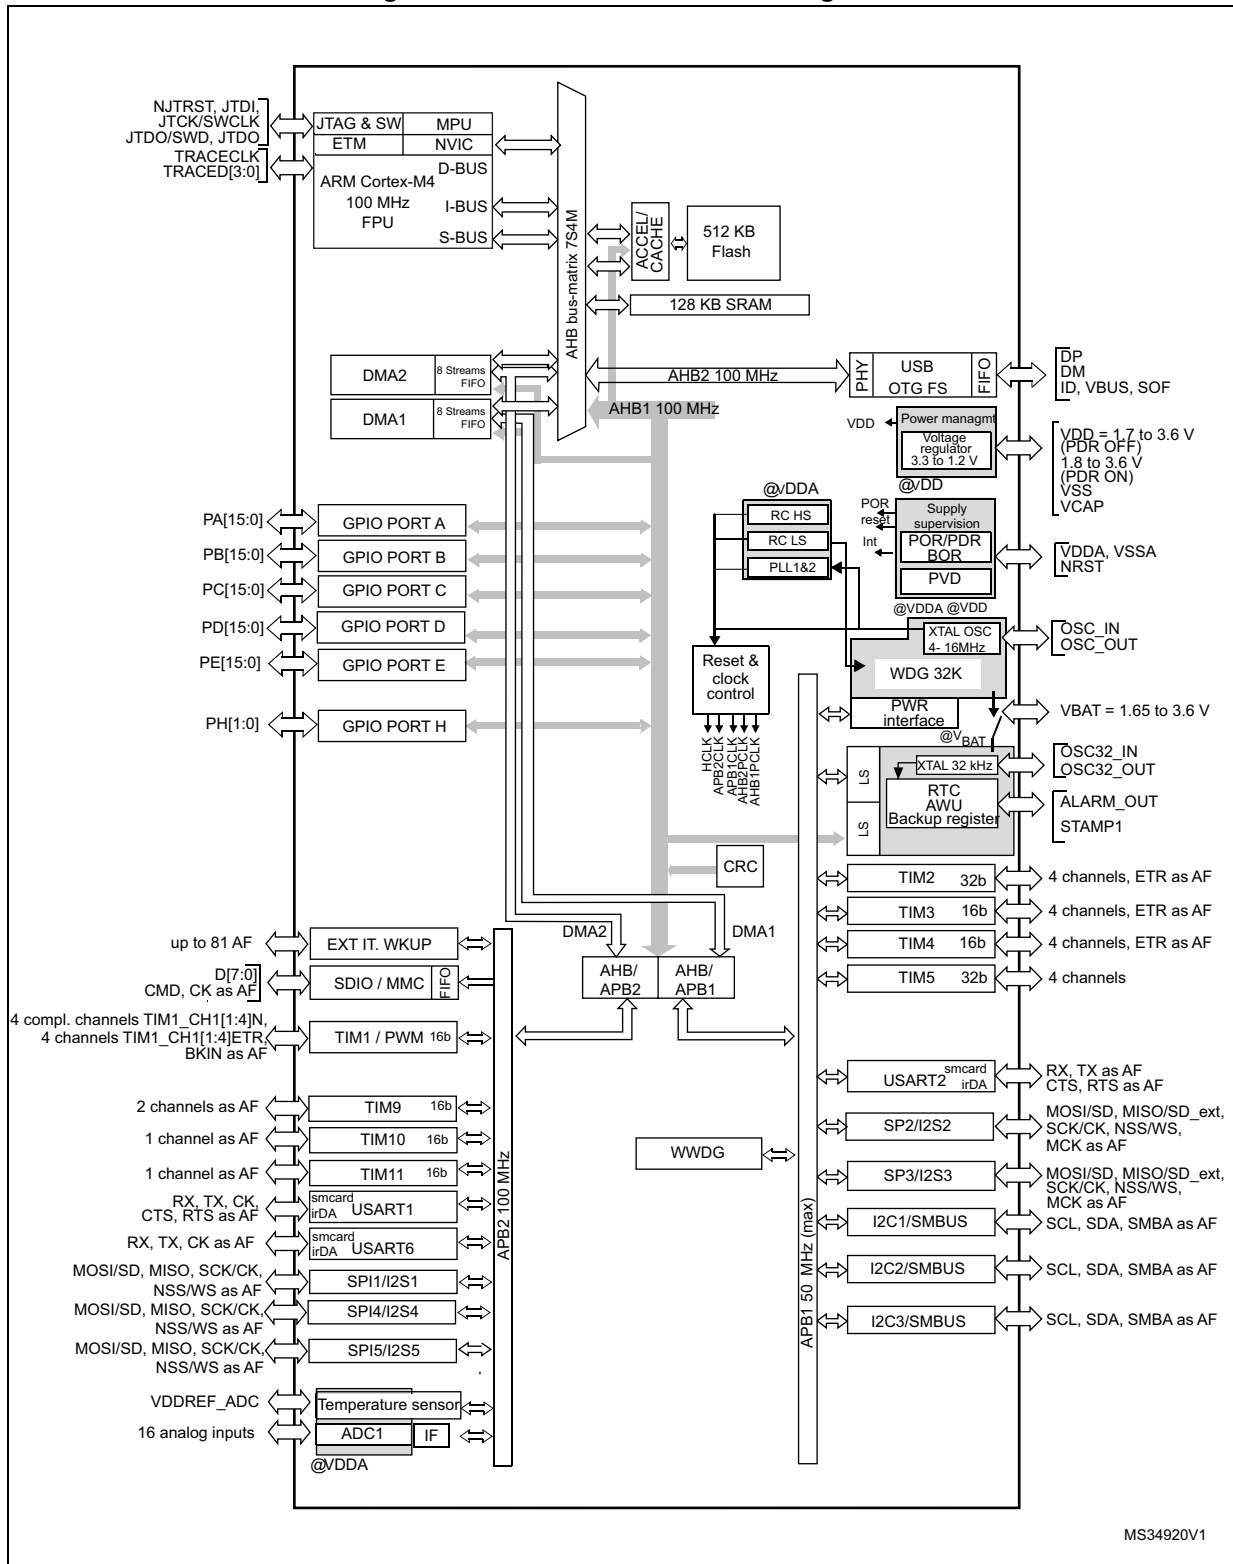 NJTRST, JTDI,
JTCK/SWCLK
JTDO/SWD, JTDO
TRACECLK
TRACED[3:0]
JTAG & SW
MPU
ETM
NVIC
ARM Cortex-M4
100 MHz
FPU
D-BUS
I-BUS
S-BUS
AHB bus-matrix 7S4M
ACCEL/
CACHE
512 KB
Flash
128 KB SRAM
DMA2
8 Streams
FIFO
DMA1
8 Streams
FIFO
AHB2 100 MHz
AHB1 100 MHz
PHY
USB
OTG FS
FIFO
DP
DM
ID, VBUS, SOF
VDD
Power managmt
Voltage
regulator
3.3 to 1.2 V
@VDD
VDD = 1.7 to 3.6 V
(PDR OFF)
1.8 to 3.6 V
(PDR ON)
VSS
VCAP
@VDDA
RC HS
RC LS
PLL1&2
POR
reset
Int
Supply
supervision
POR/PDR
BOR
PVD
@VDDA @VDD
VDDA, VSSA
NRST
XTAL OSC
4- 16MHz
WDG 32K
OSC_IN
OSC_OUT
PWR
interface
VBAT = 1.65 to 3.6 V
@VBAT
Reset &
clock
control
HCLK
APB2CLK
APB1CLK
AHB2PCLK
AHB1PCLK
LS
LS
XTAL 32 kHz
RTC
AWU
Backup register
OSC32_IN
OSC32_OUT
ALARM_OUT
STAMP1
PA[15:0]
GPIO PORT A
PB[15:0]
GPIO PORT B
PC[15:0]
GPIO PORT C
PD[15:0]
GPIO PORT D
PE[15:0]
GPIO PORT E
PH[1:0]
GPIO PORT H
CRC
DMA2
DMA1
AHB/
APB2
AHB/
APB1
TIM2 32b
4 channels, ETR as AF
TIM3 16b
4 channels, ETR as AF
TIM4 16b
4 channels, ETR as AF
TIM5 32b
4 channels
up to 81 AF
EXT IT. WKUP
D[7:0]
CMD, CK as AF
SDIO / MMC
FIFO
4 compl. channels TIM1_CH1[1:4]N,
4 channels TIM1_CH1[1:4]ETR,
BKIN as AF
TIM1 / PWM 16b
2 channels as AF
TIM9 16b
1 channel as AF
TIM10 16b
1 channel as AF
TIM11 16b
RX, TX, CK,
CTS, RTS as AF
smcard
irDA USART1
RX, TX, CK as AF
smcard
irDA USART6
MOSI/SD, MISO, SCK/CK,
NSS/WS as AF
SPI1/I2S1
MOSI/SD, MISO, SCK/CK,
NSS/WS as AF
SPI4/I2S4
MOSI/SD, MISO, SCK/CK,
NSS/WS as AF
SPI5/I2S5
VDDREF_ADC
Temperature sensor
16 analog inputs
ADC1
IF
@VDDA
APB2 100 MHz
WWDG
APB1 50 MHz (max)
USART2 smcard
irDA
RX, TX as AF
CTS, RTS as AF
SP2/I2S2
MOSI/SD, MISO/SD_ext,
SCK/CK, NSS/WS,
MCK as AF
SP3/I2S3
MOSI/SD, MISO/SD_ext,
SCK/CK, NSS/WS,
MCK as AF
I2C1/SMBUS
SCL, SDA, SMBA as AF
I2C2/SMBUS
SCL, SDA, SMBA as AF
I2C3/SMBUS
SCL, SDA, SMBA as AF
MS34920V1